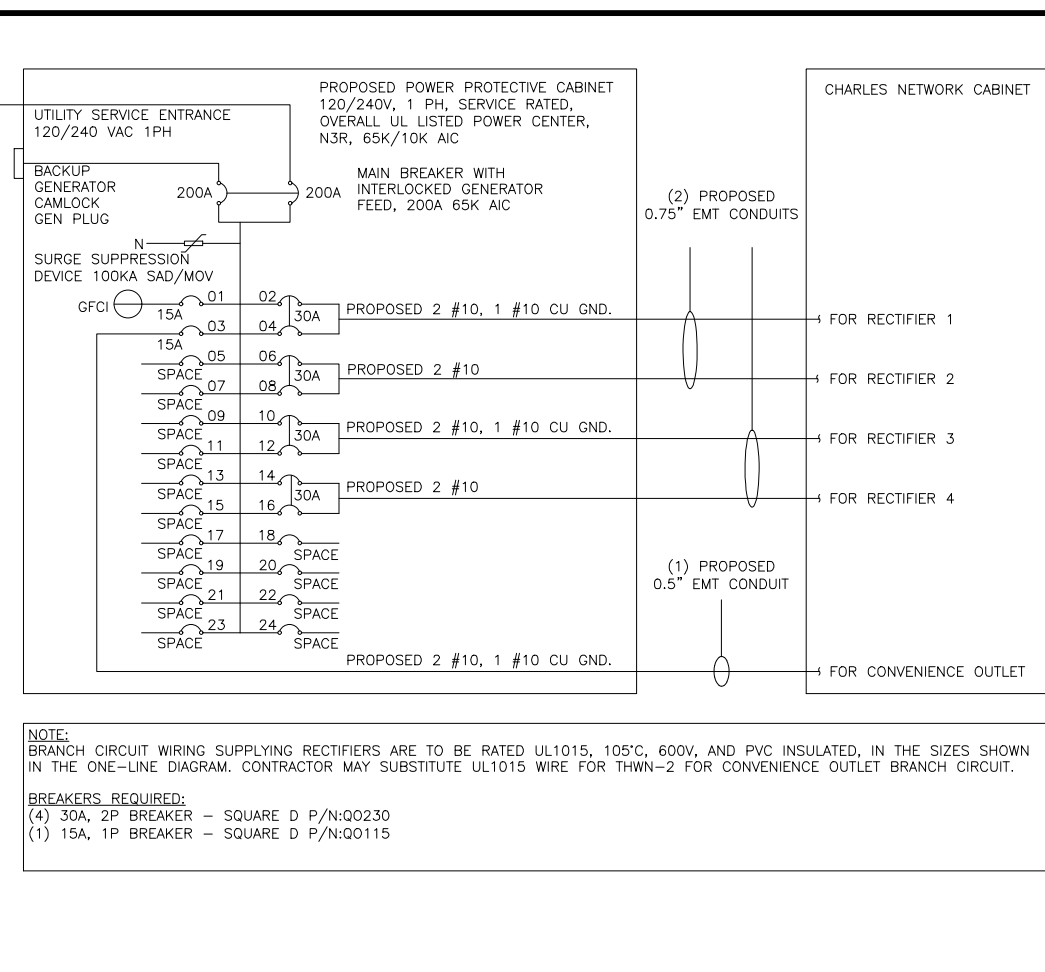 PROPOSED POWER PROTECTIVE CABINET
120/240V, 1 PH, SERVICE RATED,
OVERALL UL LISTED POWER CENTER,
N3R, 65K/10K AIC
CHARLES NETWORK CABINET
UTILITY SERVICE ENTRANCE
120/240 VAC 1PH
BACKUP
GENERATOR
CAMLOCK
GEN PLUG
200A
200A
MAIN BREAKER WITH
INTERLOCKED GENERATOR
FEED, 200A 65K AIC
(2) PROPOSED
0.75" EMT CONDUITS
N
SURGE SUPPRESSION
DEVICE 100KA SAD/MOV
GFCI
01 02
15A 30A
PROPOSED 2 #10, 1 #10 CU GND.
FOR RECTIFIER 1
03 04
15A
05 06
SPACE 30A
PROPOSED 2 #10
FOR RECTIFIER 2
07 08
SPACE
09 10
SPACE 30A
PROPOSED 2 #10, 1 #10 CU GND.
FOR RECTIFIER 3
11 12
SPACE
13 14
SPACE 30A
PROPOSED 2 #10
FOR RECTIFIER 4
15 16
SPACE
17 18
SPACE SPACE
19 20
SPACE SPACE
21 22
SPACE SPACE
23 24
SPACE SPACE
(1) PROPOSED
0.5" EMT CONDUIT
PROPOSED 2 #10, 1 #10 CU GND.
FOR CONVENIENCE OUTLET
NOTE:
BRANCH CIRCUIT WIRING SUPPLYING RECTIFIERS ARE TO BE RATED UL1015, 105°C, 600V, AND PVC INSULATED, IN THE SIZES SHOWN
IN THE ONE-LINE DIAGRAM. CONTRACTOR MAY SUBSTITUTE UL1015 WIRE FOR THWN-2 FOR CONVENIENCE OUTLET BRANCH CIRCUIT.
BREAKERS REQUIRED:
(4) 30A, 2P BREAKER - SQUARE D P/N:QO230
(1) 15A, 1P BREAKER - SQUARE D P/N:QO115